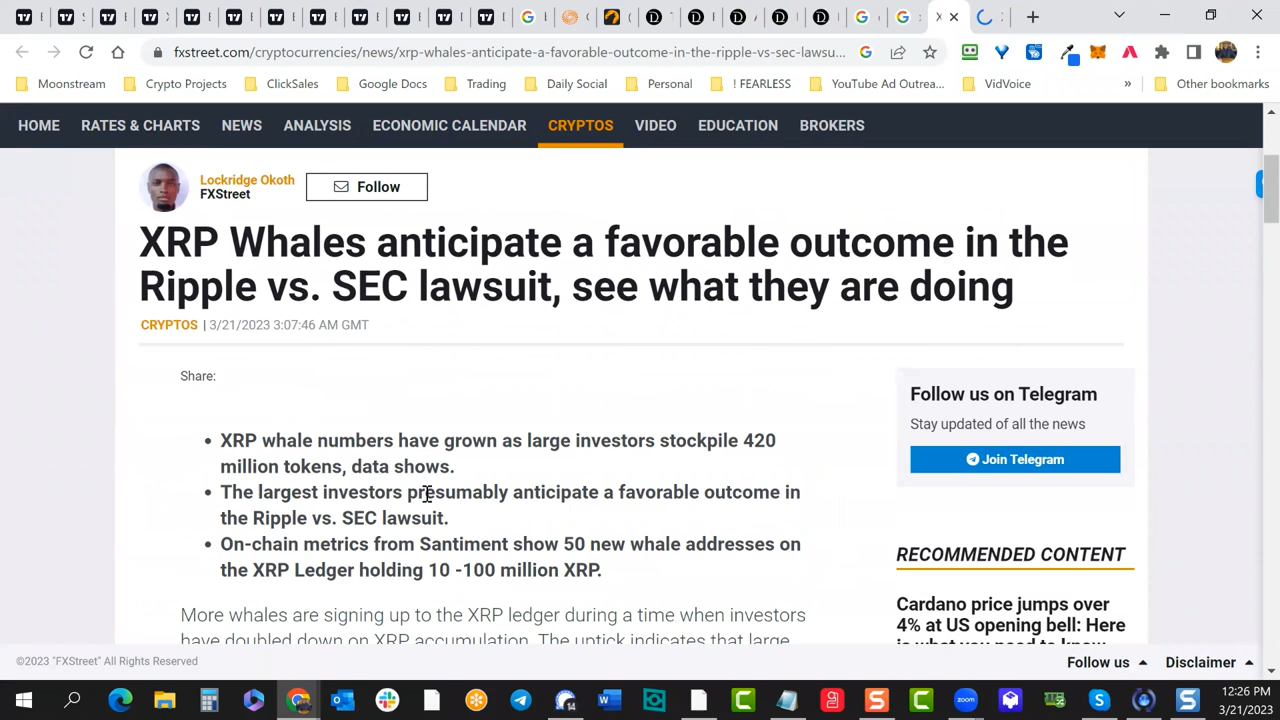 fxstreet.com/cryptocurrencies/news/xrp-whales-anticipate-a-favorable-outcome-in-the-ripple-vs-sec-lawsu...
Moonstream
Crypto Projects
ClickSales
Google Docs
Trading
Daily Social
Personal
! FEARLESS
YouTube Ad Outrea...
VidVoice
»
Other bookmarks
HOME
RATES & CHARTS
NEWS
ANALYSIS
ECONOMIC CALENDAR
CRYPTOS
VIDEO
EDUCATION
BROKERS
Lockridge Okoth
FXStreet
Follow
XRP Whales anticipate a favorable outcome in the
Ripple vs. SEC lawsuit, see what they are doing
CRYPTOS | 3/21/2023 3:07:46 AM GMT
Share:
• XRP whale numbers have grown as large investors stockpile 420
million tokens, data shows.
• The largest investors presumably anticipate a favorable outcome in
the Ripple vs. SEC lawsuit.
• On-chain metrics from Santiment show 50 new whale addresses on
the XRP Ledger holding 10 -100 million XRP.
More whales are signing up to the XRP ledger during a time when investors
have doubled down on XRP accumulation. The uptick indicates that large
Follow us on Telegram
Stay updated of all the news
Join Telegram
RECOMMENDED CONTENT
Cardano price jumps over
4% at US opening bell: Here
is what you need to know
©2023 "FXStreet" All Rights Reserved
Follow us
Disclaimer
12:26 PM
3/21/2023